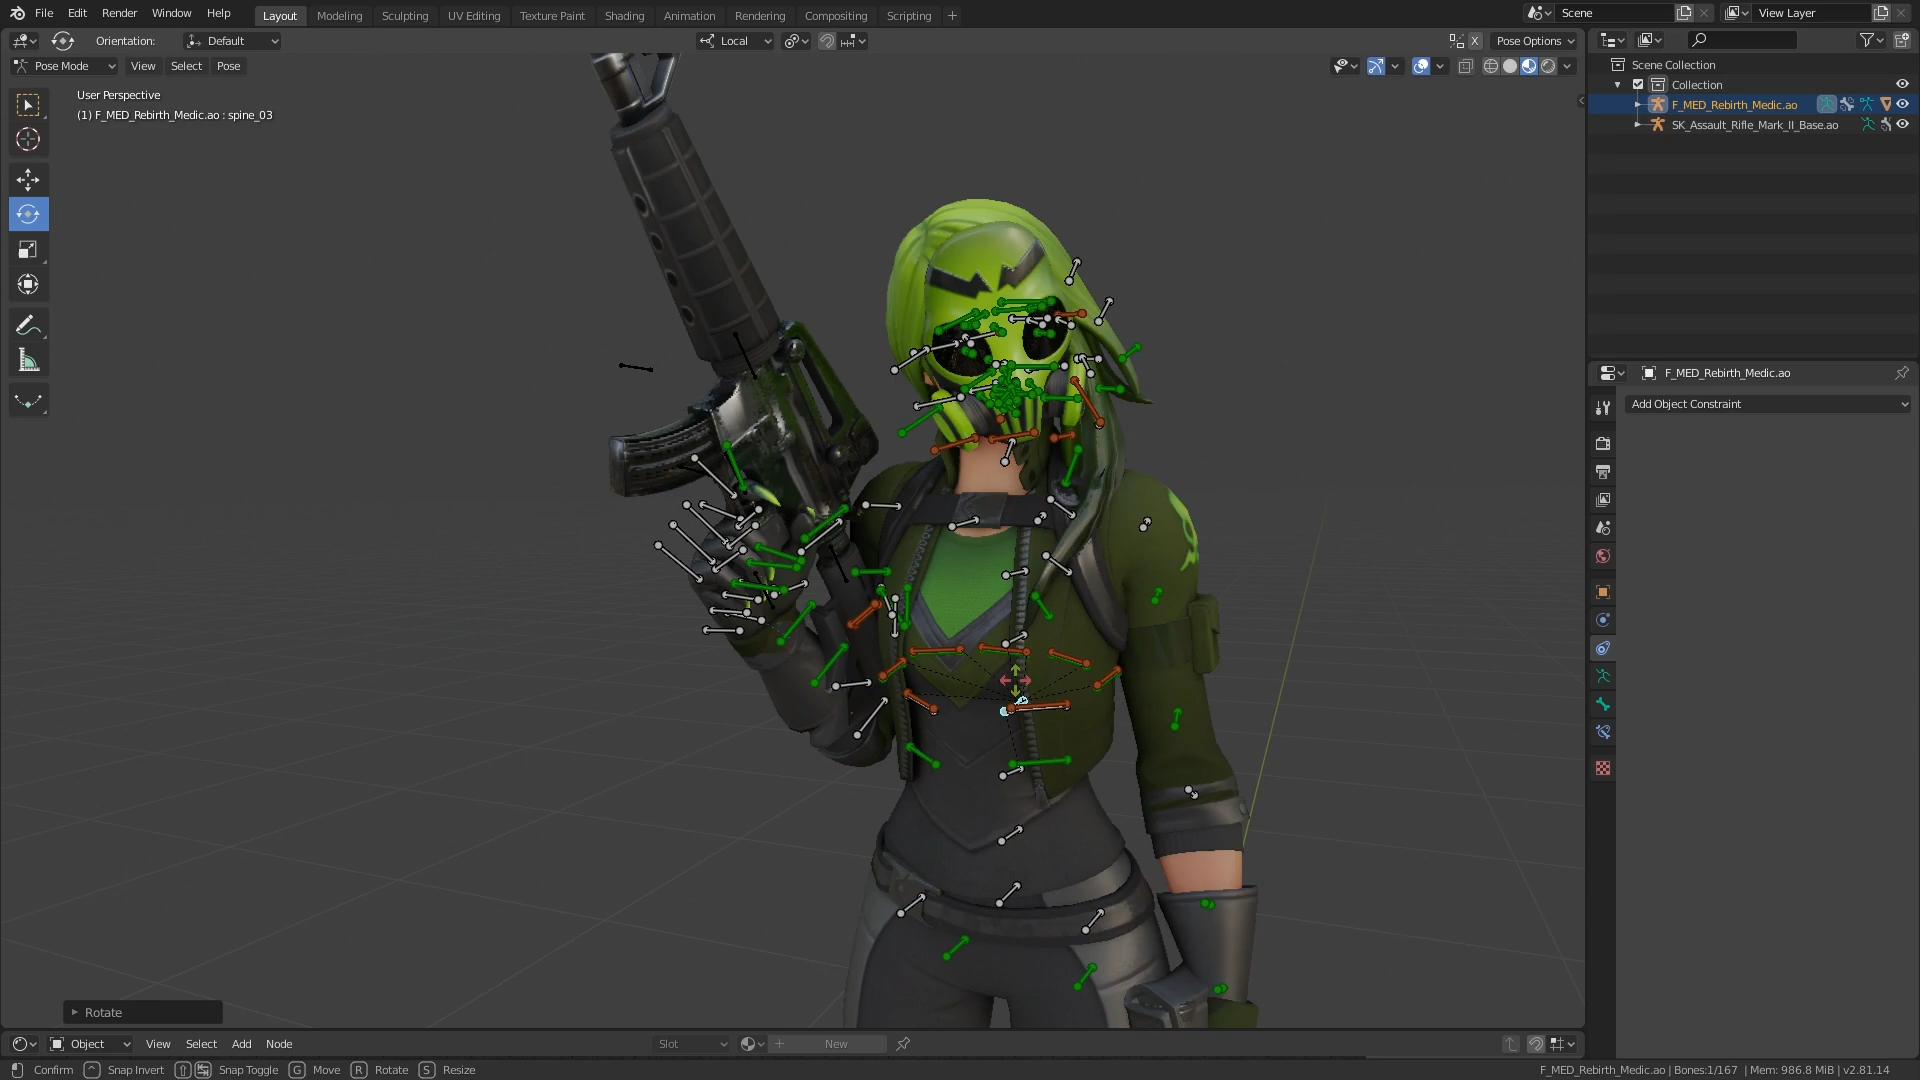 File Edit Render Window Help Layout Modeling Sculpting UV Editing Texture Paint Shading Animation Rendering Compositing Scripting + Scene View Layer
Orientation: Default Local X Pose Options
Pose Mode View Select Pose
User Perspective
(1) F_MED_Rebirth_Medic.ao : spine_03
Scene Collection
Collection
F_MED_Rebirth_Medic.ao
SK_Assault_Rifle_Mark_II_Base.ao
F_MED_Rebirth_Medic.ao
Add Object Constraint
Rotate
Object View Select Add Node Slot New
Confirm Snap Invert Snap Toggle G Move R Rotate S Resize F_MED_Rebirth_Medic.ao | Bones:1/167 | Mem: 986.8 MiB | v2.81.14